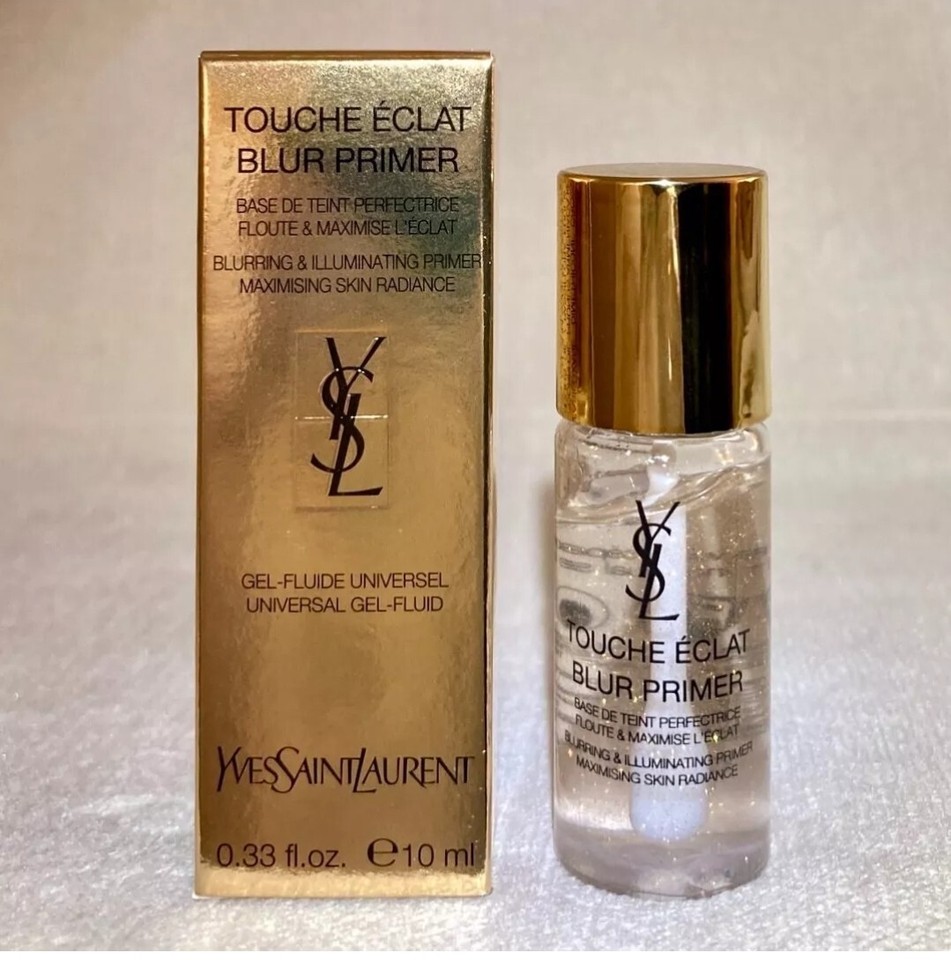 TOUCHE ÉCLAT
BLUR PRIMER
BASE DE TEINT PERFECTRICE
FLOUTE & MAXIMISE L'ÉCLAT
BLURRING & ILLUMINATING PRIMER
MAXIMISING SKIN RADIANCE
YSL
GEL-FLUIDE UNIVERSEL
UNIVERSAL GEL-FLUID
YVESSAINTLAURENT
0.33 fl.oz. ℮10 ml
YSL
TOUCHE ÉCLAT
BLUR PRIMER
BASE DE TEINT PERFECTRICE
FLOUTE & MAXIMISE L'ÉCLAT
BLURRING & ILLUMINATING PRIMER
MAXIMISING SKIN RADIANCE